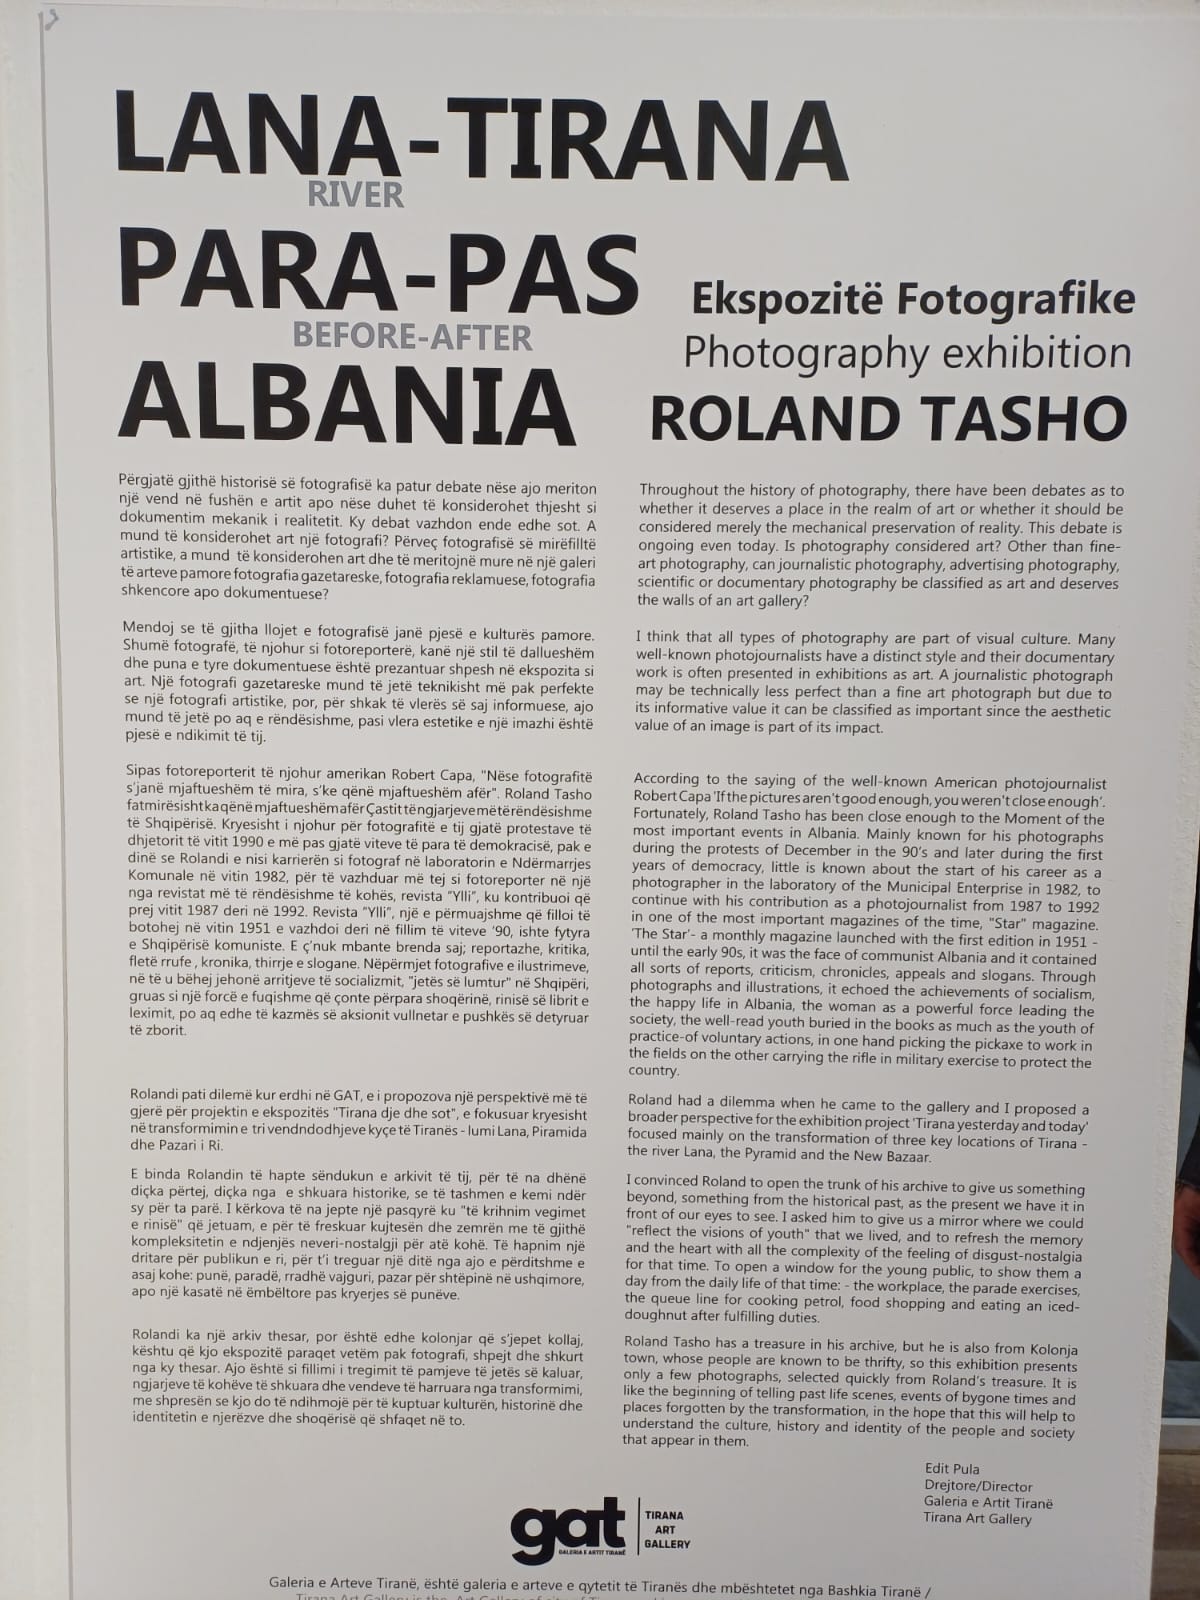 LANA-TIRANA
RIVER
PARA-PAS
BEFORE-AFTER
ALBANIA
Ekspozitë Fotografike
Photography exhibition
ROLAND TASHO
Përgjatë gjithë historisë së fotografisë ka patur debate nëse ajo meriton
një vend në fushën e artit apo nëse duhet të konsiderohet thjesht si
dokumentim mekanik i realitetit. Ky debat vazhdon ende edhe sot. A
mund të konsiderohet art një fotografi? Përveç fotografisë së mirëfilltë
artistike, a mund të konsiderohen art dhe të meritojnë mure në një galeri
të arteve pamore fotografia gazetareske, fotografia reklamuese, fotografia
shkencore apo dokumentuese?
Mendoj se të gjitha llojet e fotografisë janë pjesë e kulturës pamore.
Shumë fotografë, të njohur si fotoreporterë, kanë një stil të dallueshëm
dhe puna e tyre dokumentuese është prezantuar shpesh në ekspozita si
art. Një fotografi gazetareske mund të jetë teknikisht më pak perfekte
se një fotografi artistike, por, për shkak të vlerës së saj informuese, ajo
mund të jetë po aq e rëndësishme, pasi vlera estetike e një imazhi është
pjesë e ndikimit të tij.
Sipas fotoreporterit të njohur amerikan Robert Capa, "Nëse fotografitë
s'janë mjaftueshëm të mira, s'ke qënë mjaftueshëm afër". Roland Tasho
fatmirësisht ka qënë mjaftueshëm afër Çastit të ngjarjeve më të rëndësishme
të Shqipërisë. Kryesisht i njohur për fotografitë e tij gjatë protestave të
dhjetorit të vitit 1990 e më pas gjatë viteve të para të demokracisë, pak e
dinë se Rolandi e nisi karrierën si fotograf në laboratorin e Ndërmarrjes
Komunale në vitin 1982, për të vazhduar më tej si fotoreporter në një
nga revistat më të rëndësishme të kohës, revista "Ylli", ku kontribuoi që
prej vitit 1987 deri në 1992. Revista "Ylli", një e përmuajshme që filloi të
botohej në vitin 1951 e vazhdoi deri në fillim të viteve '90, ishte fytyra
e Shqipërisë komuniste. E ç'nuk mbante brenda saj; reportazhe, kritika,
fletë rrufe , kronika, thirrje e slogane. Nëpërmjet fotografive e ilustrimeve,
në të u bëhej jehonë arritjeve të socializmit, "jetës së lumtur" në Shqipëri,
gruas si një forcë e fuqishme që çonte përpara shoqërinë, rinisë së librit e
leximit, po aq edhe të kazmës së aksionit vullnetar e pushkës së detyruar
të zborit.
Rolandi pati dilemë kur erdhi në GAT, e i propozova një perspektivë më të
gjerë për projektin e ekspozitës "Tirana dje dhe sot", e fokusuar kryesisht
në transformimin e tri vendndodhjeve kyçe të Tiranës - lumi Lana, Piramida
dhe Pazari i Ri.
E binda Rolandin të hapte sëndukun e arkivit të tij, për të na dhënë
diçka përtej, diçka nga e shkuara historike, se të tashmen e kemi ndër
sy për ta parë. I kërkova të na jepte një pasqyrë ku "të krihnim vegimet
e rinisë" që jetuam, e për të freskuar kujtesën dhe zemrën me të gjithë
kompleksitetin e ndjenjës neveri-nostalgji për atë kohë. Të hapnim një
dritare për publikun e ri, për t'i treguar një ditë nga ajo e përditshme e
asaj kohe: punë, paradë, rradhë vajguri, pazar për shtëpinë në ushqimore,
apo një kasatë në ëmbëltore pas kryerjes së punëve.
Rolandi ka një arkiv thesar, por është edhe kolonjar që s'jepet kollaj,
kështu që kjo ekspozitë paraqet vetëm pak fotografi, shpejt dhe shkurt
nga ky thesar. Ajo është si fillimi i tregimit të pamjeve të jetës së kaluar,
ngjarjeve të kohëve të shkuara dhe vendeve të harruara nga transformimi,
me shpresën se kjo do të ndihmojë për të kuptuar kulturën, historinë dhe
identitetin e njerëzve dhe shoqërisë që shfaqet në to.
Throughout the history of photography, there have been debates as to
whether it deserves a place in the realm of art or whether it should be
considered merely the mechanical preservation of reality. This debate is
ongoing even today. Is photography considered art? Other than fine-
art photography, can journalistic photography, advertising photography,
scientific or documentary photography be classified as art and deserves
the walls of an art gallery?
I think that all types of photography are part of visual culture. Many
well-known photojournalists have a distinct style and their documentary
work is often presented in exhibitions as art. A journalistic photograph
may be technically less perfect than a fine art photograph but due to
its informative value it can be classified as important since the aesthetic
value of an image is part of its impact.
According to the saying of the well-known American photojournalist
Robert Capa 'If the pictures aren't good enough, you weren't close enough'.
Fortunately, Roland Tasho has been close enough to the Moment of the
most important events in Albania. Mainly known for his photographs
during the protests of December in the 90's and later during the first
years of democracy, little is known about the start of his career as a
photographer in the laboratory of the Municipal Enterprise in 1982, to
continue with his contribution as a photojournalist from 1987 to 1992
in one of the most important magazines of the time, "Star" magazine.
'The Star'- a monthly magazine launched with the first edition in 1951 -
until the early 90s, it was the face of communist Albania and it contained
all sorts of reports, criticism, chronicles, appeals and slogans. Through
photographs and illustrations, it echoed the achievements of socialism,
the happy life in Albania, the woman as a powerful force leading the
society, the well-read youth buried in the books as much as the youth of
practice-of voluntary actions, in one hand picking the pickaxe to work in
the fields on the other carrying the rifle in military exercise to protect the
country.
Roland had a dilemma when he came to the gallery and I proposed a
broader perspective for the exhibition project 'Tirana yesterday and today'
focused mainly on the transformation of three key locations of Tirana -
the river Lana, the Pyramid and the New Bazaar.
I convinced Roland to open the trunk of his archive to give us something
beyond, something from the historical past, as the present we have it in
front of our eyes to see. I asked him to give us a mirror where we could
"reflect the visions of youth" that we lived, and to refresh the memory
and the heart with all the complexity of the feeling of disgust-nostalgia
for that time. To open a window for the young public, to show them a
day from the daily life of that time: - the workplace, the parade exercises,
the queue line for cooking petrol, food shopping and eating an iced-
doughnut after fulfilling duties.
Roland Tasho has a treasure in his archive, but he is also from Kolonja
town, whose people are known to be thrifty, so this exhibition presents
only a few photographs, selected quickly from Roland's treasure. It is
like the beginning of telling past life scenes, events of bygone times and
places forgotten by the transformation, in the hope that this will help to
understand the culture, history and identity of the people and society
that appear in them.
Edit Pula
Drejtore/Director
Galeria e Artit Tiranë
Tirana Art Gallery
gat
GALERIA E ARTIT TIRANË
TIRANA
ART
GALLERY
Galeria e Arteve Tiranë, është galeria e arteve e qytetit të Tiranës dhe mbështetet nga Bashkia Tiranë /
Tirana Art Gallery is the Art Gallery of city of